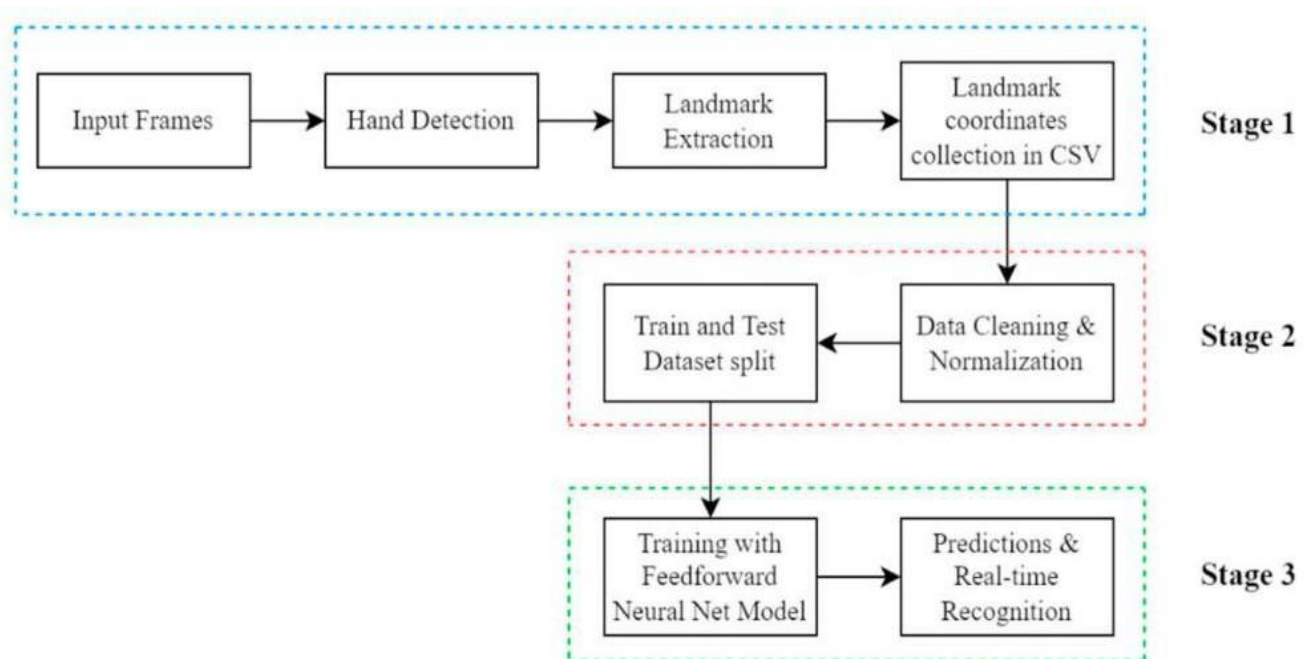 Input Frames
Hand Detection
Landmark
Extraction
Landmark
coordinates
collection in CSV
Stage 1
Train and Test
Dataset split
Data Cleaning &
Normalization
Stage 2
Training with
Feedforward
Neural Net Model
Predictions &
Real-time
Recognition
Stage 3